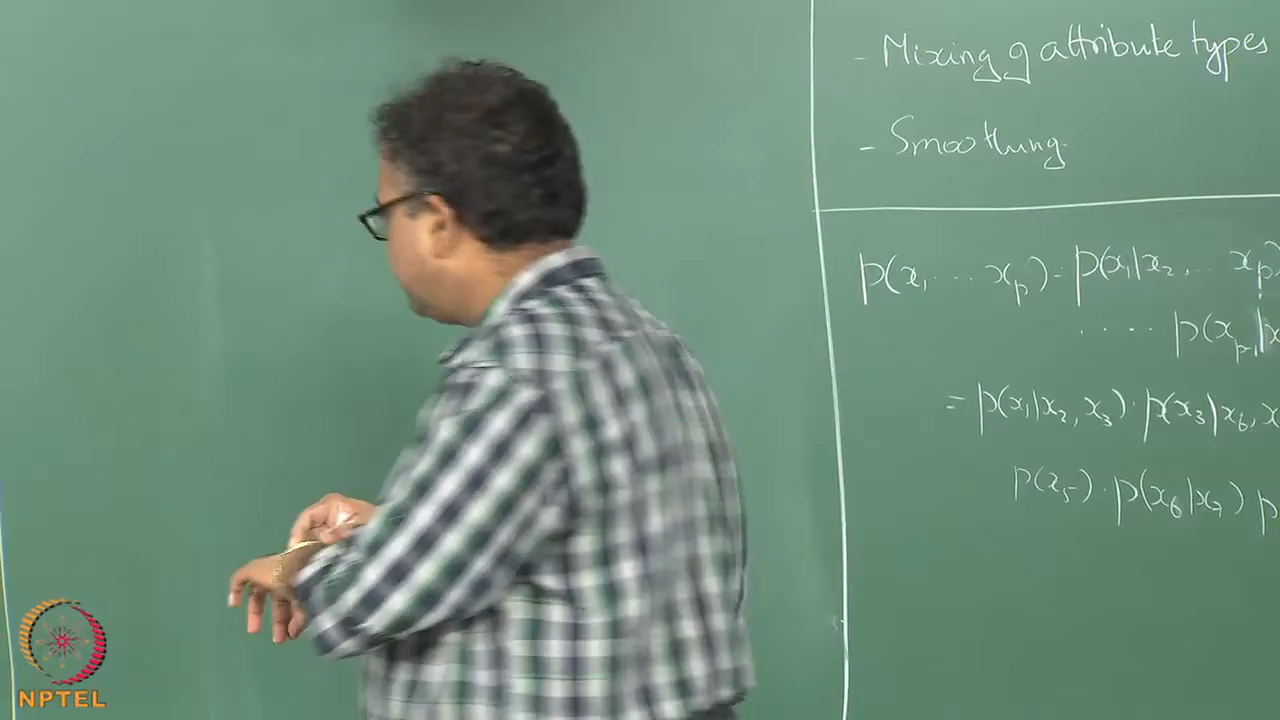 - Mixing of attribute types
- Smoothing
p(x₁ ... xₚ) = p(x₁|x₂, ... xₚ)
..... p(xₚ₋₁|x
= p(x₁|x₂, x₃) · p(x₃|x₆, x
p(x₅) · p(x₆|x₇) p
NPTEL